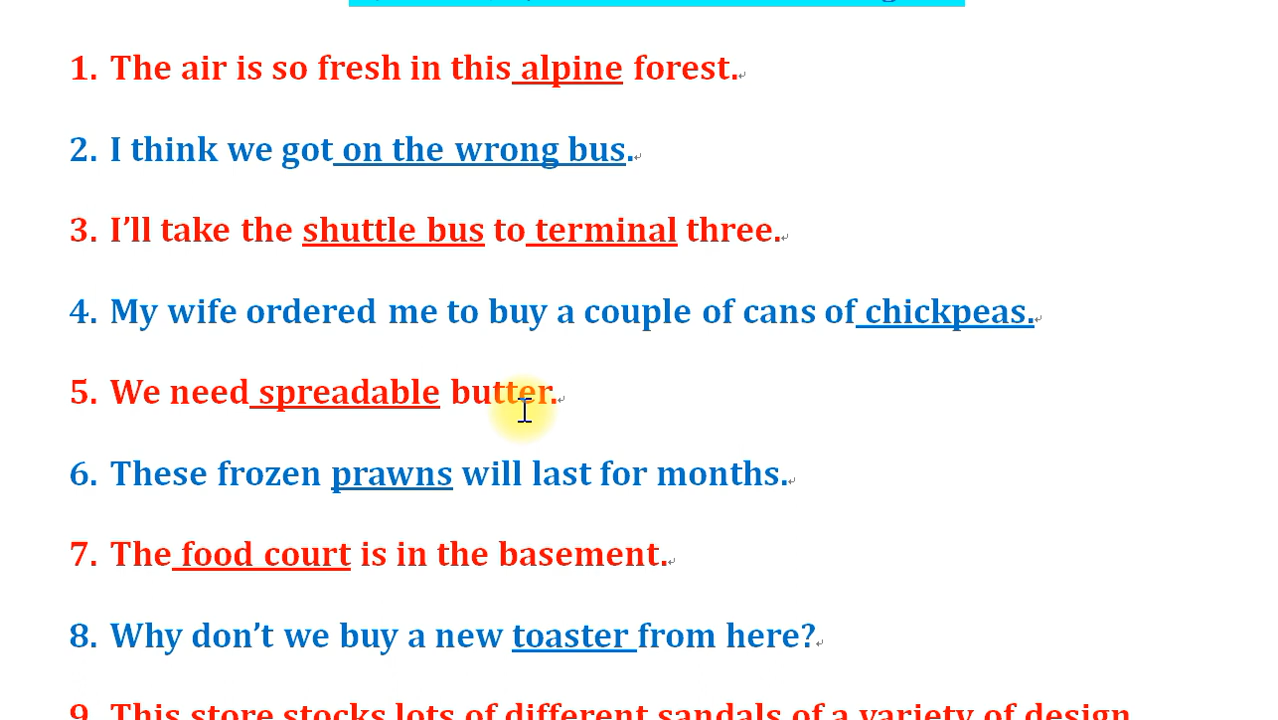 1. The air is so fresh in this alpine forest.
2. I think we got on the wrong bus.
3. I’ll take the shuttle bus to terminal three.
4. My wife ordered me to buy a couple of cans of chickpeas.
5. We need spreadable butter.
6. These frozen prawns will last for months.
7. The food court is in the basement.
8. Why don’t we buy a new toaster from here?
9. This store stocks lots of different sandals of a variety of design